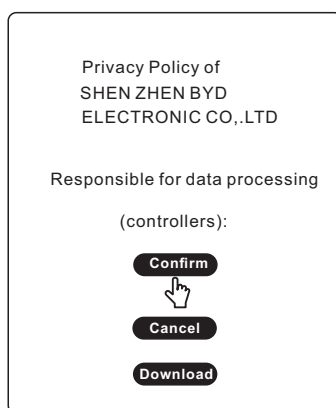 Privacy Policy of
SHEN ZHEN BYD
ELECTRONIC CO,.LTD
Responsible for data processing
(controllers):
Confirm
Cancel
Download